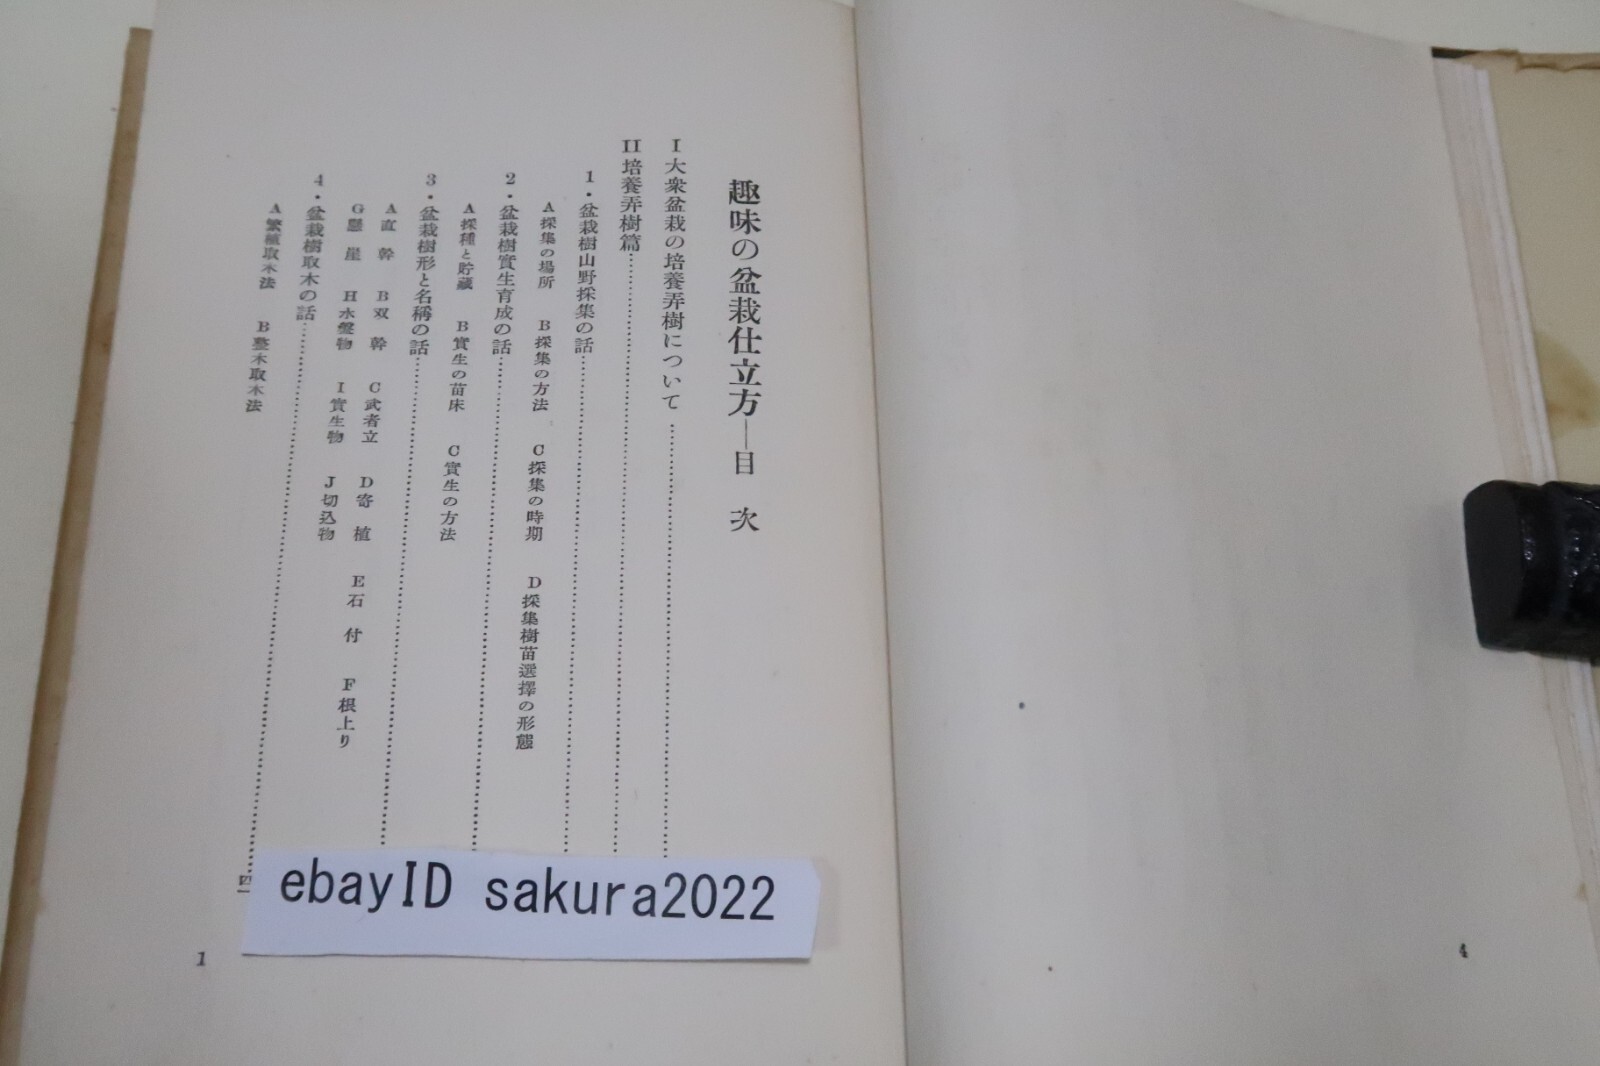 趣味の盆栽仕立方―目次
I 大衆盆栽の培養弄樹について
II 培養弄樹篇
1・盆栽樹山野採集の話
A 採集の場所 B 採集の方法 C 採集の時期 D 採集樹苗選擇の形態
2・盆栽樹實生育成の話
A 採種と貯藏 B 實生の苗床 C 實生の方法
3・盆栽樹形と名稱の話
A 直幹 B 双幹 C 武者立 D 寄植 E 石付 F 根上り
G 懸崖 H 水盤物 I 實生物 J 切込物
4・盆栽樹取木の話
A 繁殖取木法 B 整木取木法
1
4
ebayID sakura2022